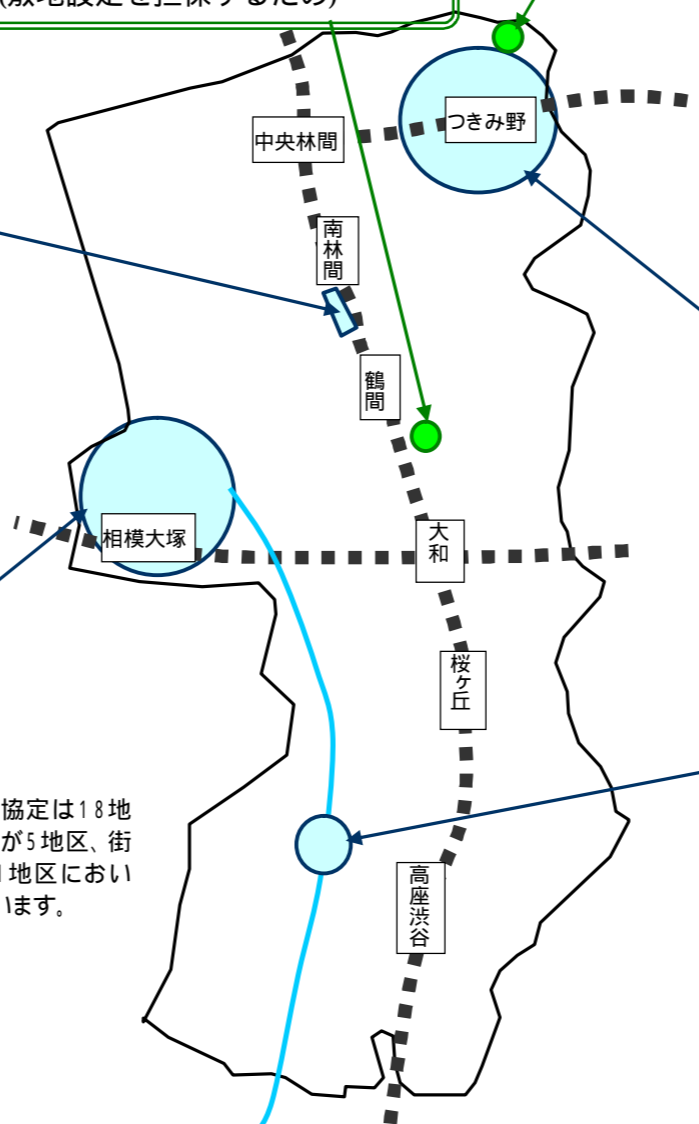 (敷地設定を担保するため)
つきみ野
中央林間
南林間
鶴間
相模大塚
大和
桜ヶ丘
協定は18地
が5地区、街
地区におい
います。
高座渋谷